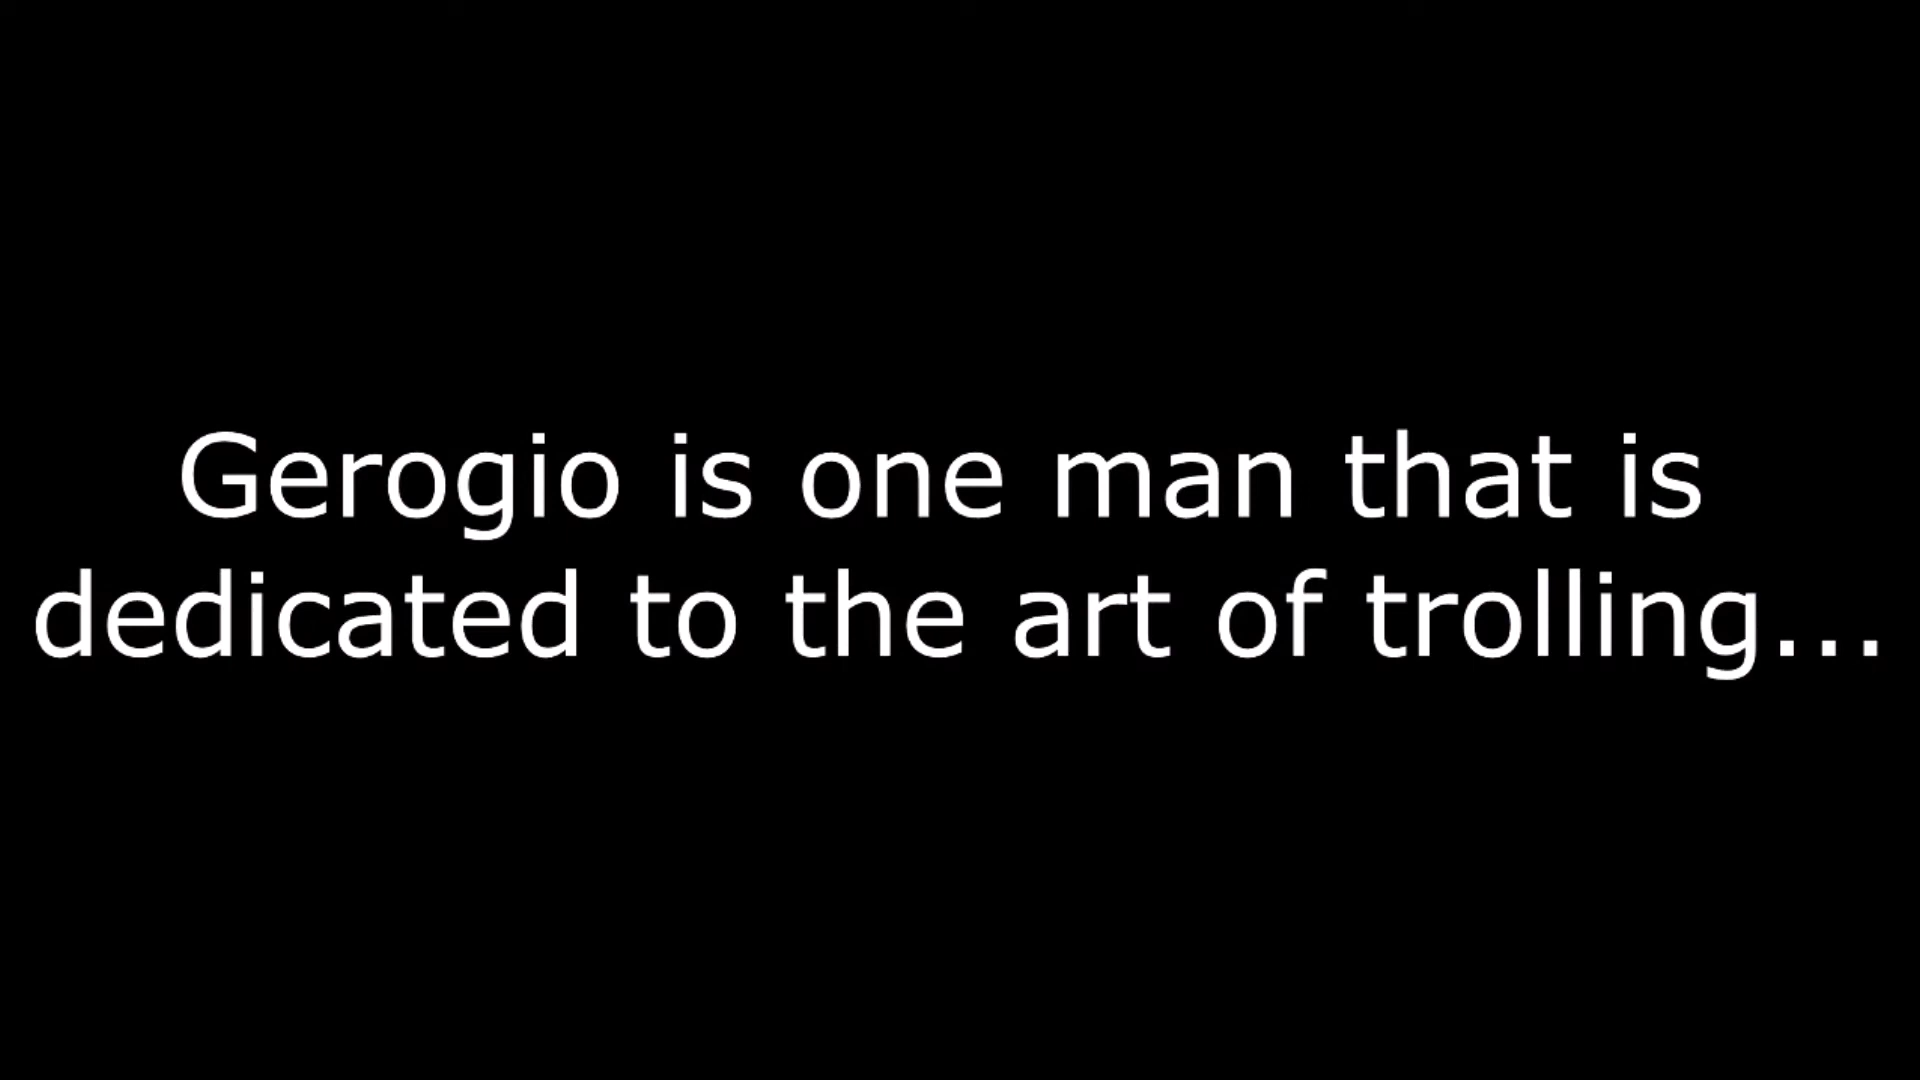 Gerogio is one man that is
dedicated to the art of trolling...